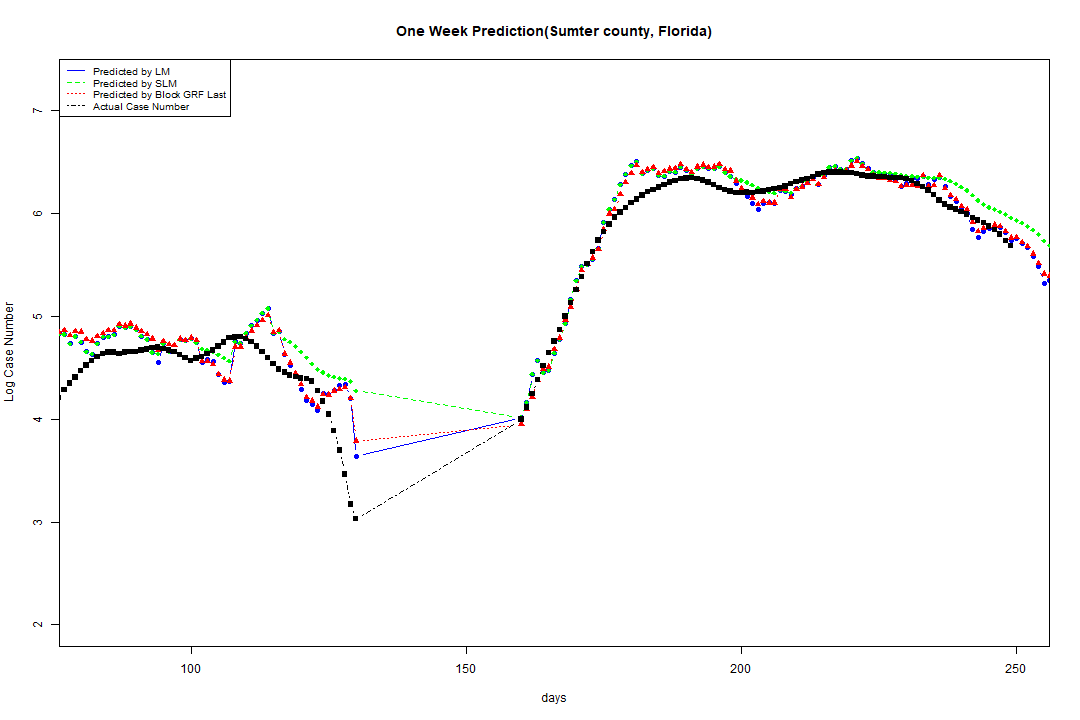 One Week Prediction(Sumter county, Florida)
Predicted by LM
Predicted by SLM
Predicted by Block GRF Last
Actual Case Number
Log Case Number
7
6
5
4
3
2
100
150
200
250
days